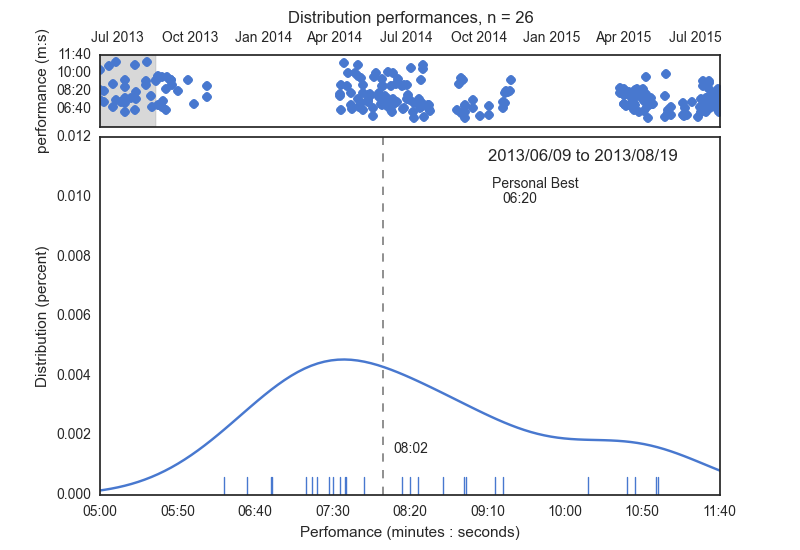 Distribution performances, n = 26
Jul 2013 Oct 2013 Jan 2014 Apr 2014 Jul 2014 Oct 2014 Jan 2015 Apr 2015 Jul 2015
performance (m:s)
11:40
10:00
08:20
06:40
Distribution (percent)
0.012
0.010
0.008
0.006
0.004
0.002
0.000
2013/06/09 to 2013/08/19
Personal Best
06:20
08:02
05:00 05:50 06:40 07:30 08:20 09:10 10:00 10:50 11:40
Perfomance (minutes : seconds)